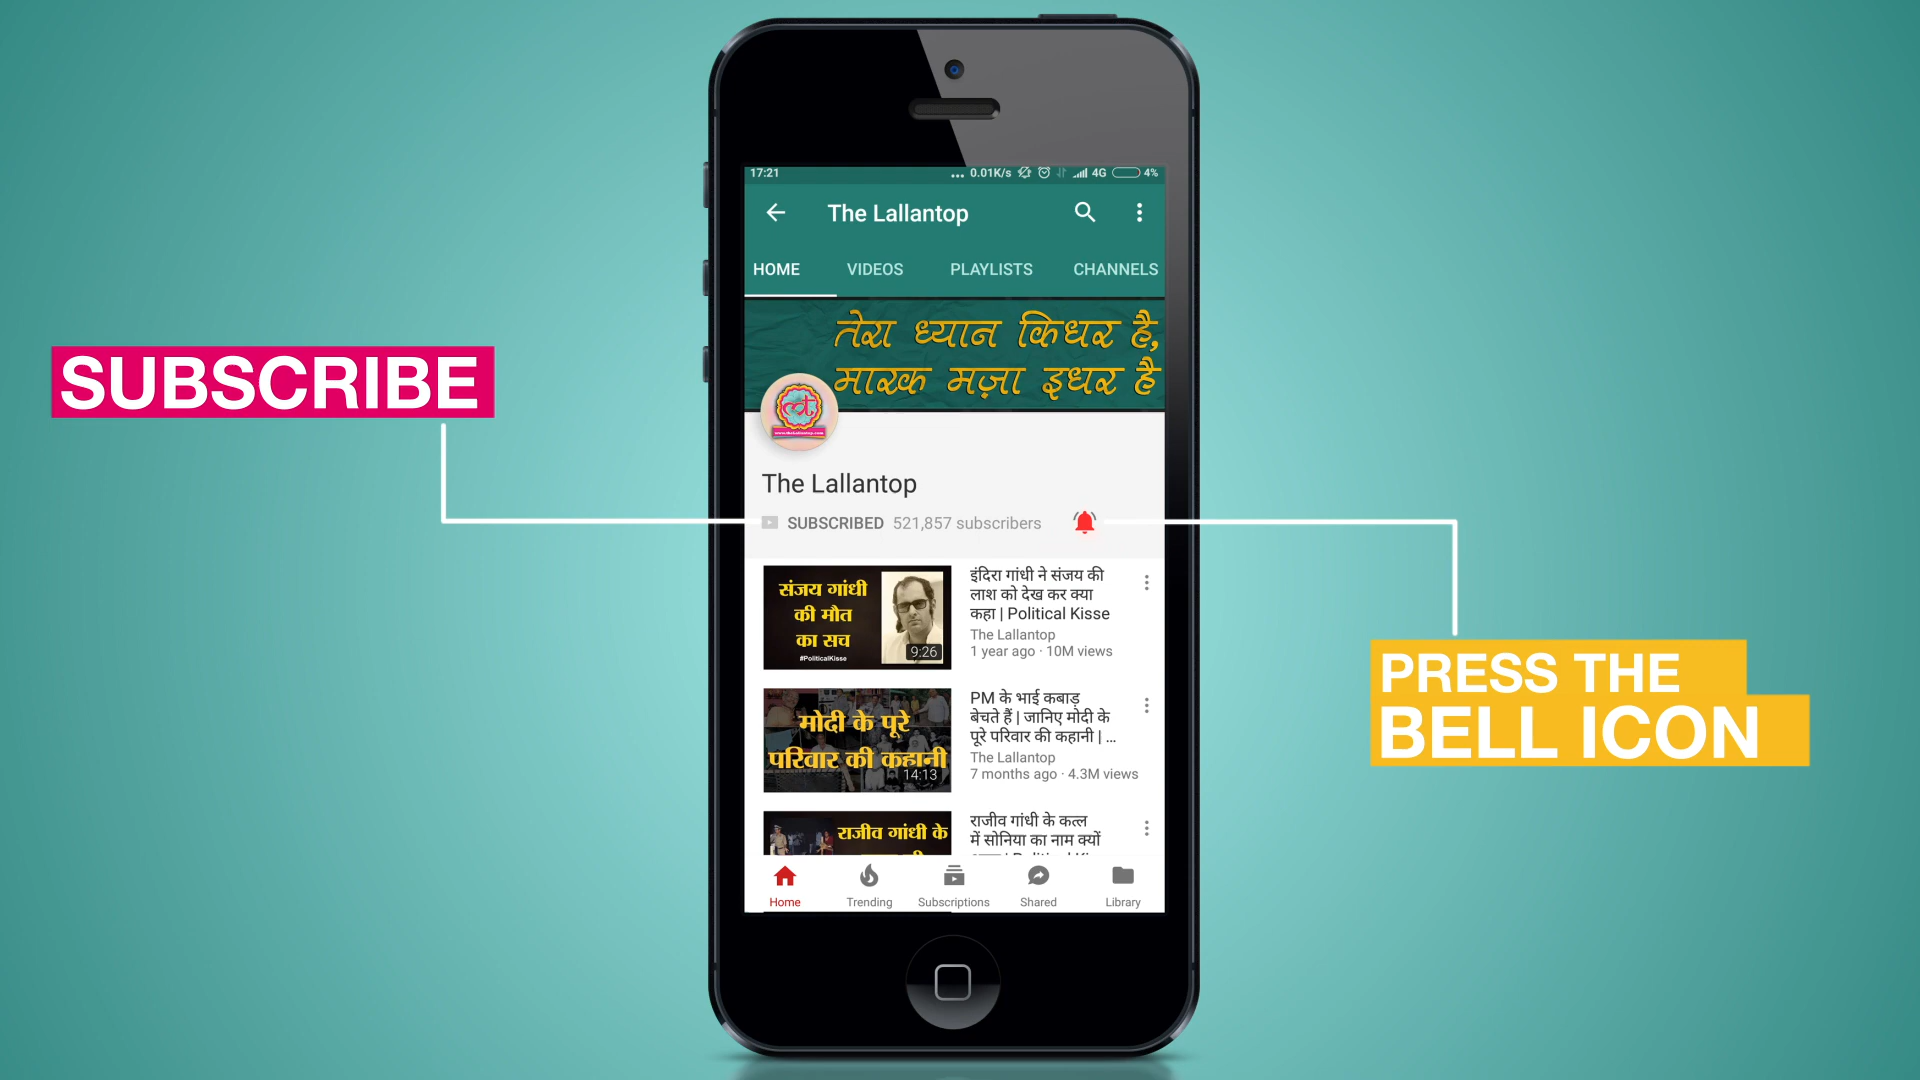 17:21 ... 0.01K/s 4G 4%
The Lallantop
HOME VIDEOS PLAYLISTS CHANNELS
तेरा ध्यान किधर है,
मारक मज़ा इधर है
SUBSCRIBE
The Lallantop
SUBSCRIBED 521,857 subscribers
PRESS THE
BELL ICON
संजय गांधी
की मौत
का सच
#PoliticalKisse
9:26
इंदिरा गांधी ने संजय की
लाश को देख कर क्या
कहा | Political Kisse
The Lallantop
1 year ago · 10M views
मोदी के पूरे
परिवार की कहानी
14:13
PM के भाई कबाड़
बेचते हैं | जानिए मोदी के
पूरे परिवार की कहानी | ...
The Lallantop
7 months ago · 4.3M views
राजीव गांधी के
राजीव गांधी के कत्ल
में सोनिया का नाम क्यों
Home Trending Subscriptions Shared Library